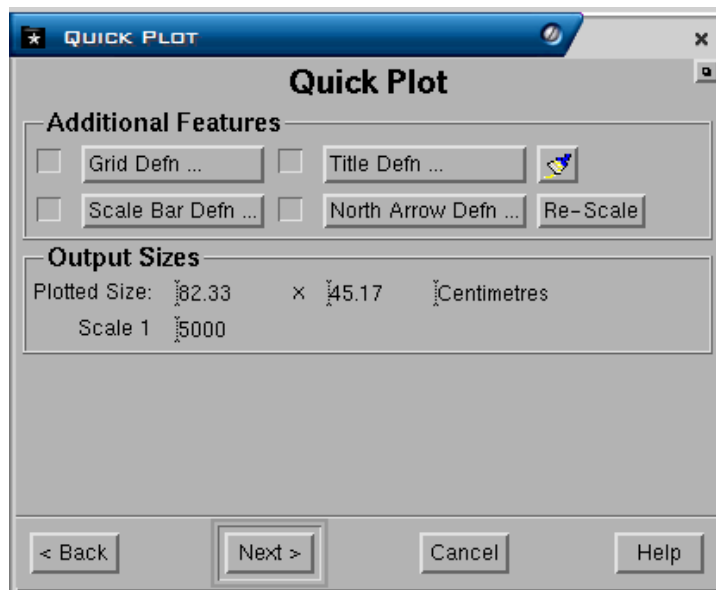 QUICK PLOT
Quick Plot
Additional Features
Grid Defn ... Title Defn ...
Scale Bar Defn ... North Arrow Defn ... Re-Scale
Output Sizes
Plotted Size: 82.33 × 45.17 Centimetres
Scale 1 5000
< Back Next > Cancel Help